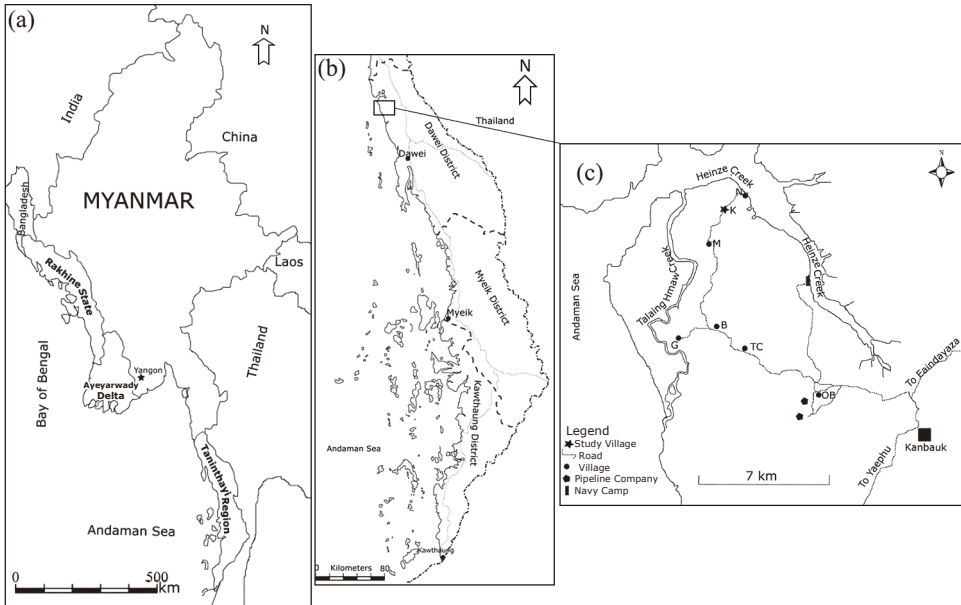 (a)
N
India
China
MYANMAR
Bangladesh
Laos
Rakhine State
Thailand
Bay of Bengal
Yangon
Ayeyarwady
Delta
Taninthayi Region
Andaman Sea
0 500
km
(b)
N
Thailand
Dawei District
Dawei
Myeik District
Myeik
Kawthaung District
Andaman Sea
Kawthaung
0 Kilometers 80
(c)
N
Heinze Creek
N
K
M
Heinze Creek
Talaing Hmaw Creek
Andaman Sea
B
G
TC
To Eaindayaza
OB
Kanbauk
To Yaephu
Legend
Study Village
Road
Village
Pipeline Company
Navy Camp
7 km